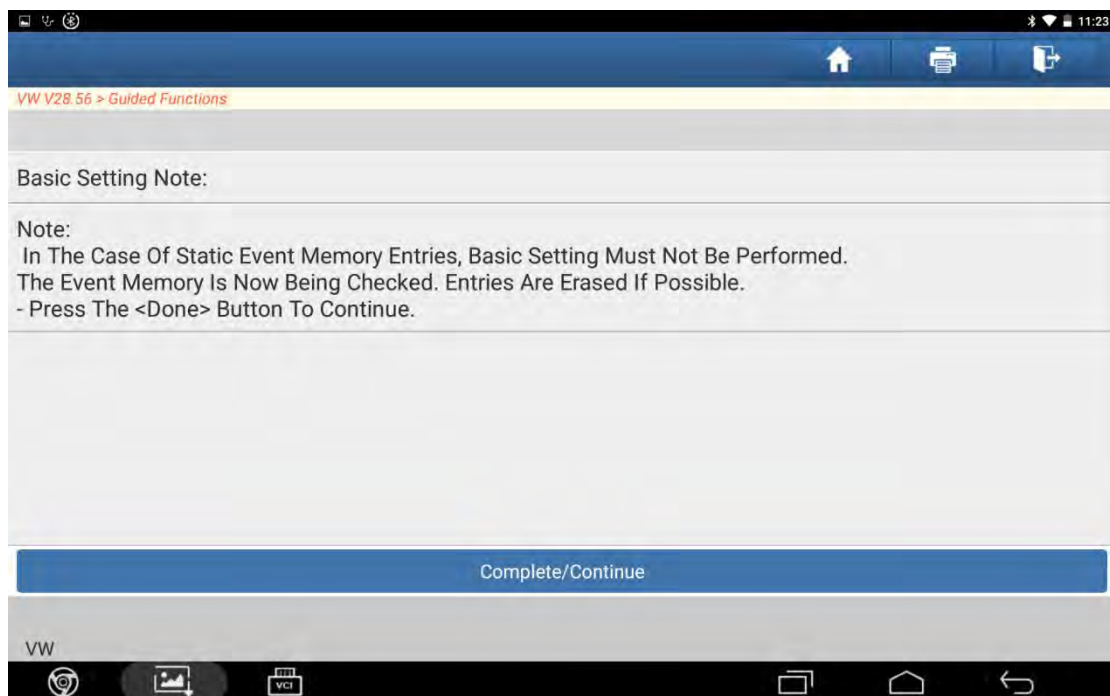 11:23
VW V28.56 > Guided Functions
Basic Setting Note:
Note:
In The Case Of Static Event Memory Entries, Basic Setting Must Not Be Performed.
The Event Memory Is Now Being Checked. Entries Are Erased If Possible.
- Press The <Done> Button To Continue.
Complete/Continue
VW
VCI